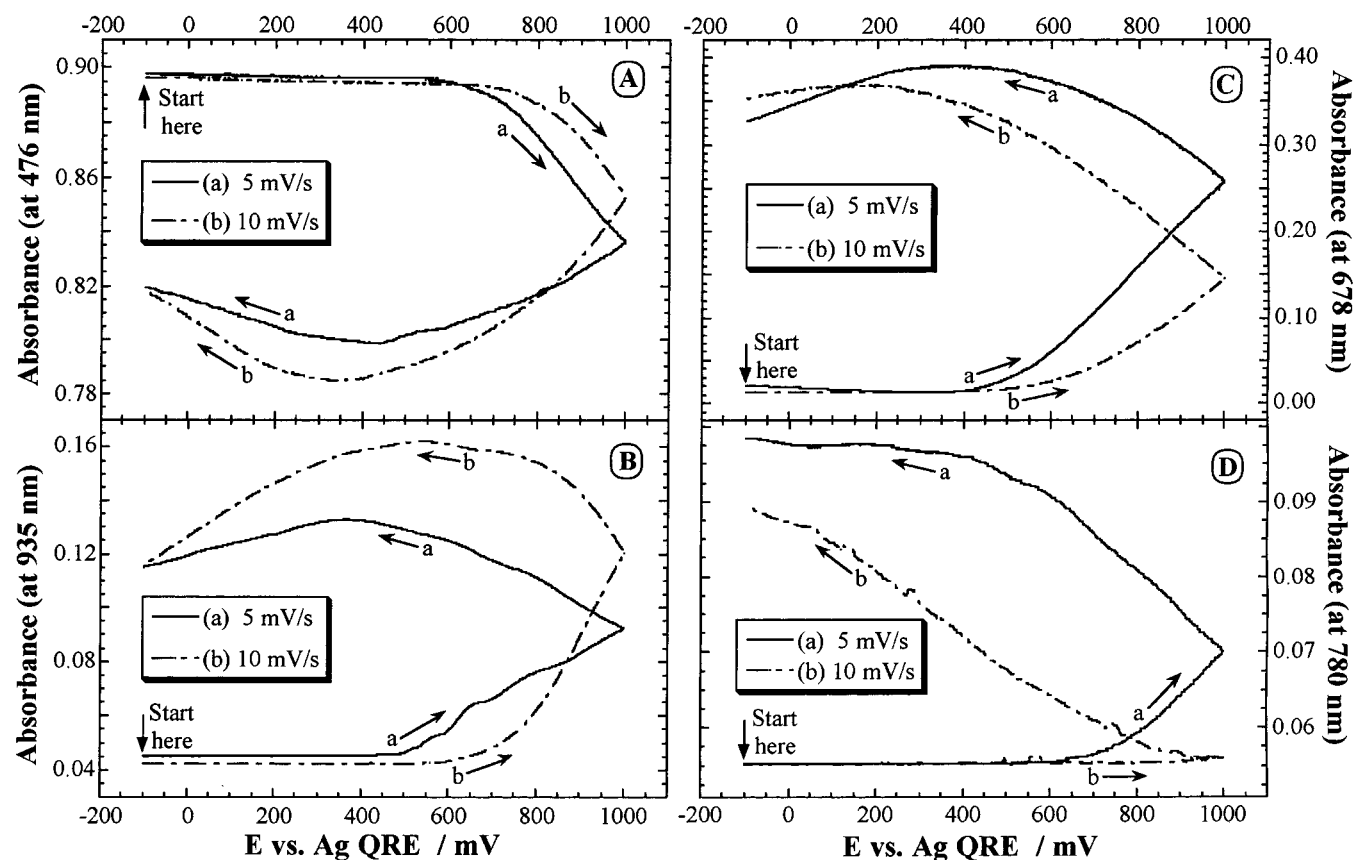 -200 0 200 400 600 800 1000
-200 0 200 400 600 800 1000
Absorbance (at 476 nm)
0.90
0.86
0.82
0.78
A
Start
here
b
a
(a) 5 mV/s
(b) 10 mV/s
a
b
C
0.40
0.30
0.20
0.10
0.00
Absorbance (at 678 nm)
a
b
(a) 5 mV/s
(b) 10 mV/s
Start
here
a
b
Absorbance (at 935 nm)
0.16
0.12
0.08
0.04
B
b
a
(a) 5 mV/s
(b) 10 mV/s
Start
here
a
b
D
0.09
0.08
0.07
0.06
Absorbance (at 780 nm)
a
b
(a) 5 mV/s
(b) 10 mV/s
Start
here
a
b
-200 0 200 400 600 800 1000
E vs. Ag QRE / mV
-200 0 200 400 600 800 1000
E vs. Ag QRE / mV